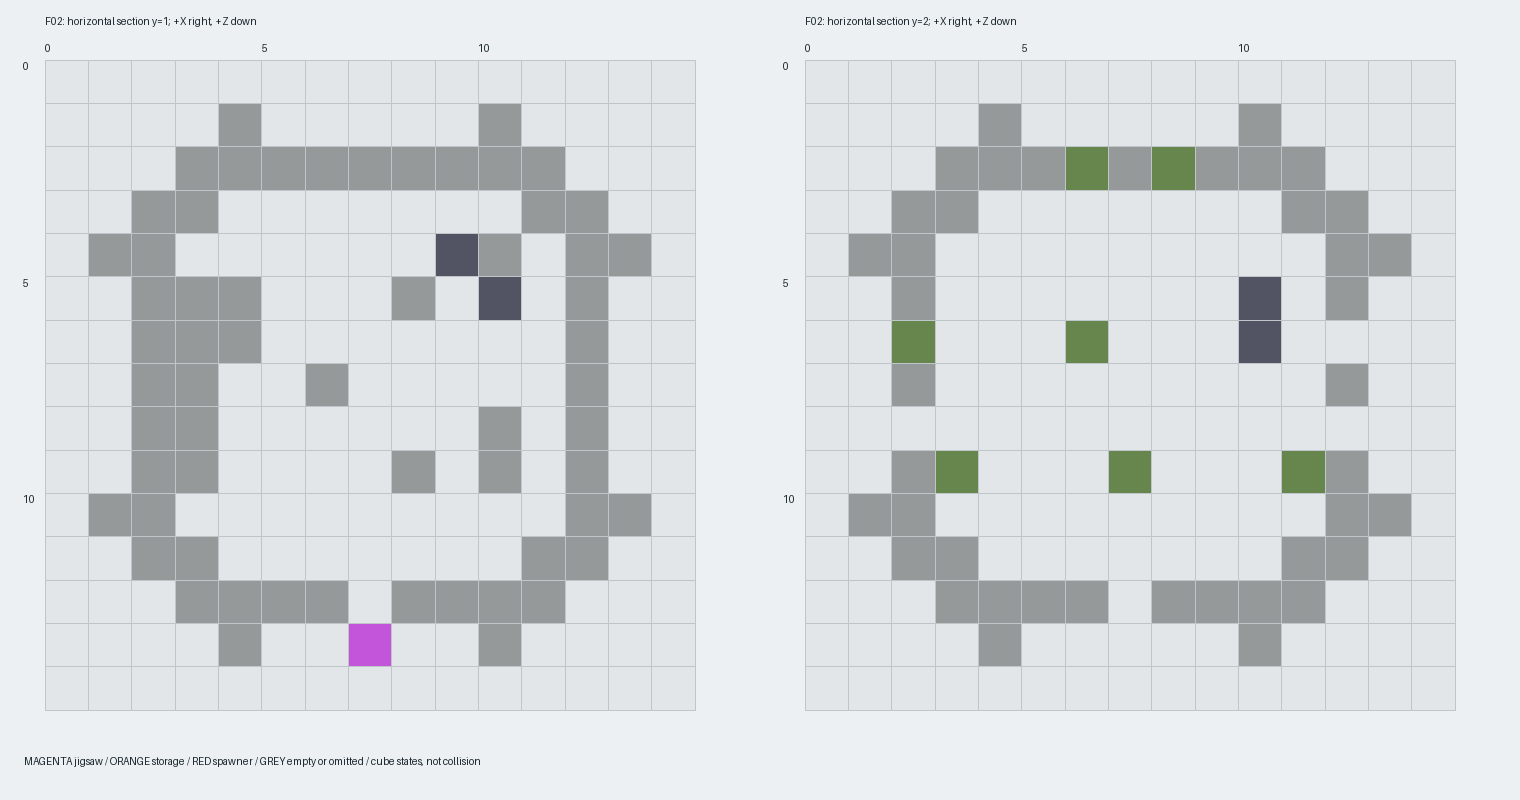 F02: horizontal section y=1; +X right, +Z down
F02: horizontal section y=2; +X right, +Z down
0 5 10
0 5 10
0
0
5
5
10
10
MAGENTA jigsaw / ORANGE storage / RED spawner / GREY empty or omitted / cube states, not collision